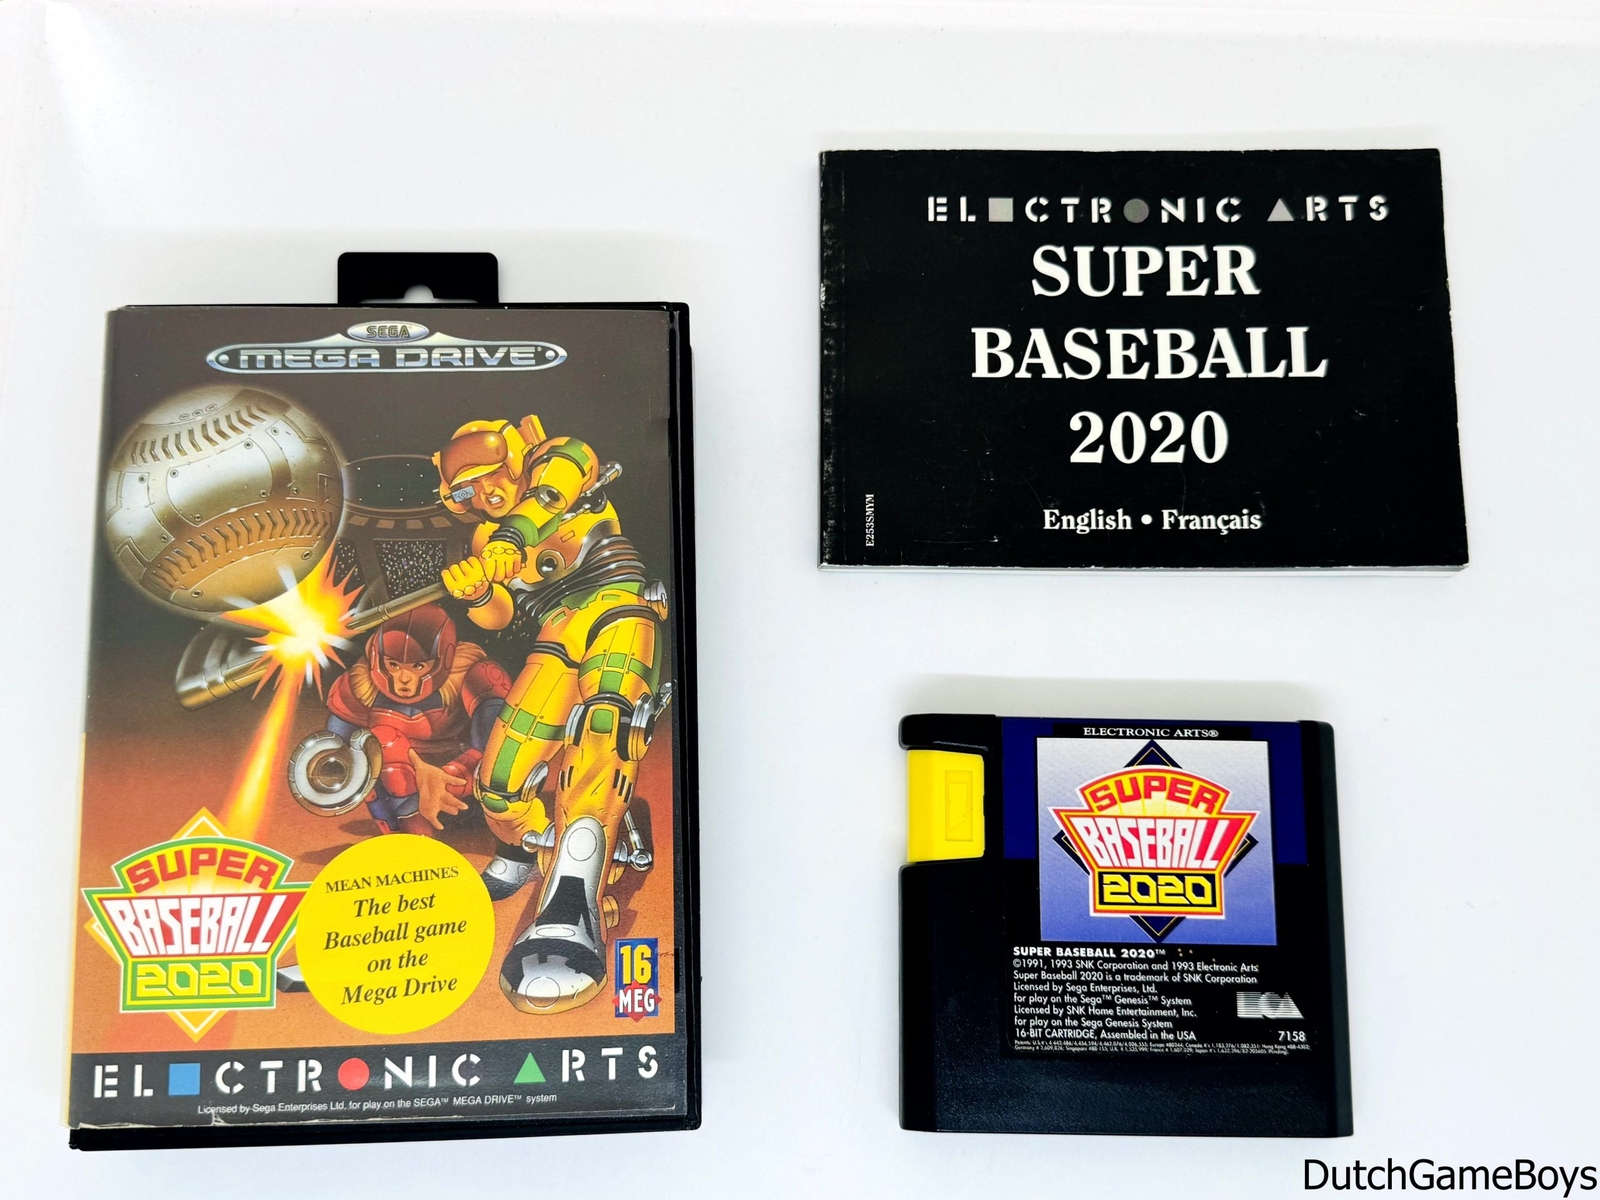 SEGA
MEGA DRIVE
SUPER
BASEBALL
2020
MEAN MACHINES
The best
Baseball game
on the
Mega Drive
16
MEG
ELECTRONIC ARTS
Licensed by Sega Enterprises Ltd. for play on the SEGA™ MEGA DRIVE™ system
ELECTRONIC ARTS
SUPER
BASEBALL
2020
English • Français
E253SMYM
ELECTRONIC ARTS®
SUPER
BASEBALL
2020
SUPER BASEBALL 2020™
©1991, 1993 SNK Corporation and 1993 Electronic Arts
Super Baseball 2020 is a trademark of SNK Corporation
Licensed by Sega Enterprises, Ltd.
for play on the Sega™ Genesis™ System
Licensed by SNK Home Entertainment, Inc.
for play on the Sega Genesis System
16-BIT CARTRIDGE, Assembled in the USA
7158
EA
DutchGameBoys